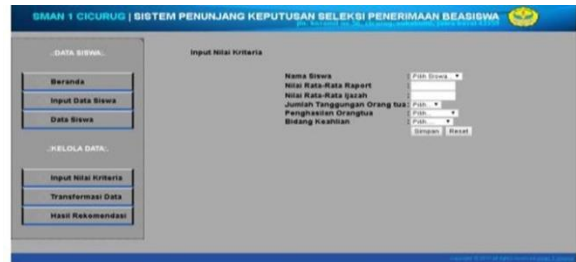 SMAN 1 CICURUG | SISTEM PENUNJANG KEPUTUSAN SELEKSI PENERIMAAN BEASISWA
..:DATA SISWA:..
Beranda
Input Data Siswa
Data Siswa
..:KELOLA DATA:..
Input Nilai Kriteria
Transformasi Data
Hasil Rekomendasi
Input Nilai Kriteria
Nama Siswa : Pilih Siswa...
Nilai Rata-Rata Raport :
Nilai Rata-Rata Ijazah :
Jumlah Tanggungan Orang tua : Pilih...
Penghasilan Orangtua : Pilih...
Bidang Keahlian : Pilih...
Simpan Reset